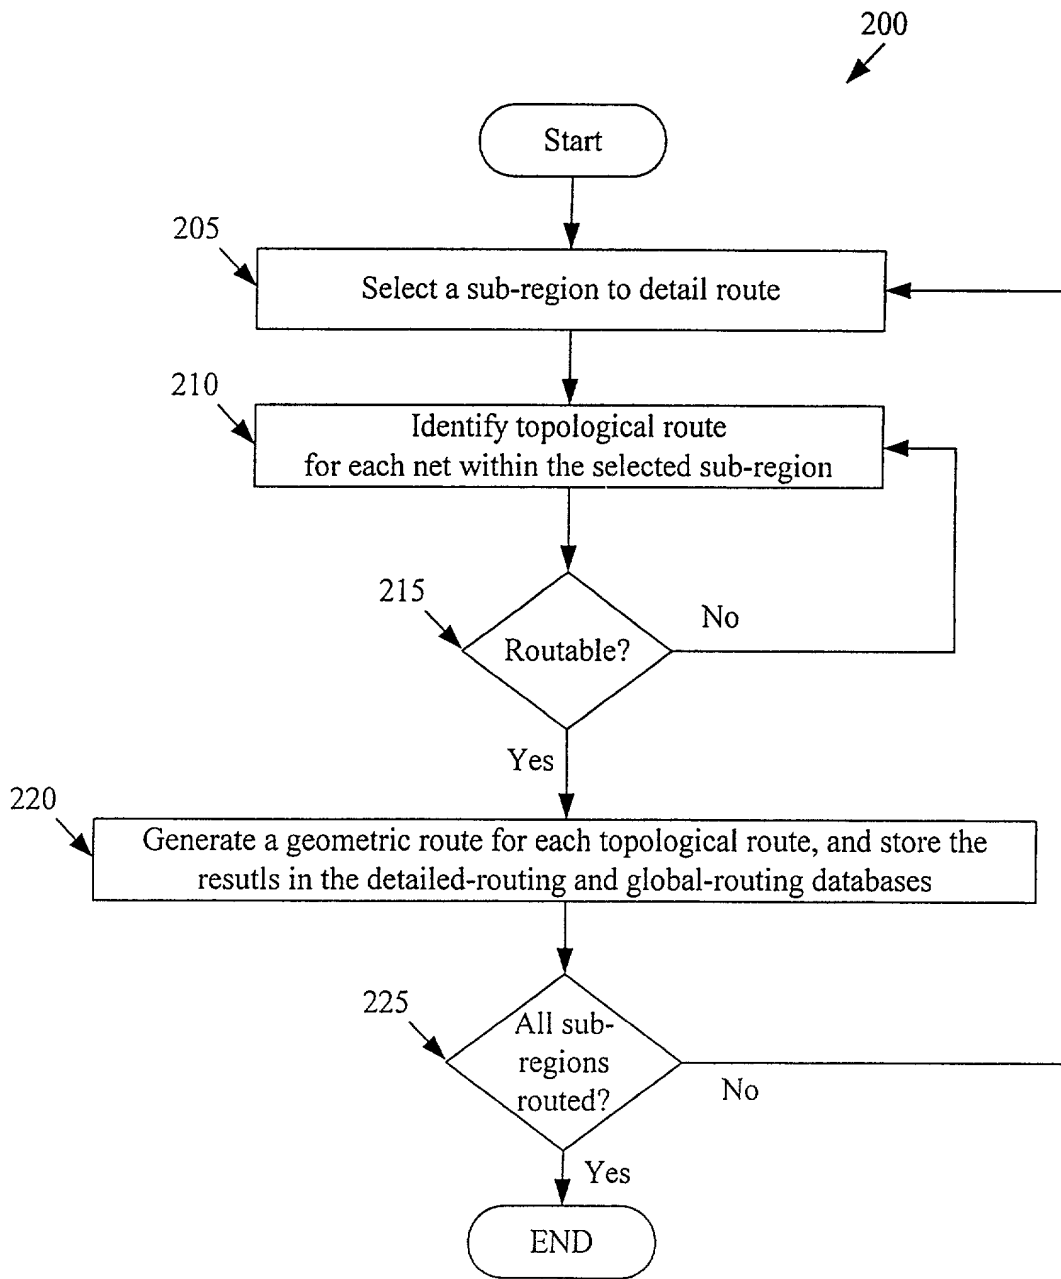 200
Start
205
Select a sub-region to detail route
210
Identify topological route
for each net within the selected sub-region
215
Routable?
No
Yes
220
Generate a geometric route for each topological route, and store the
resutls in the detailed-routing and global-routing databases
225
All sub-
regions
routed?
No
Yes
END